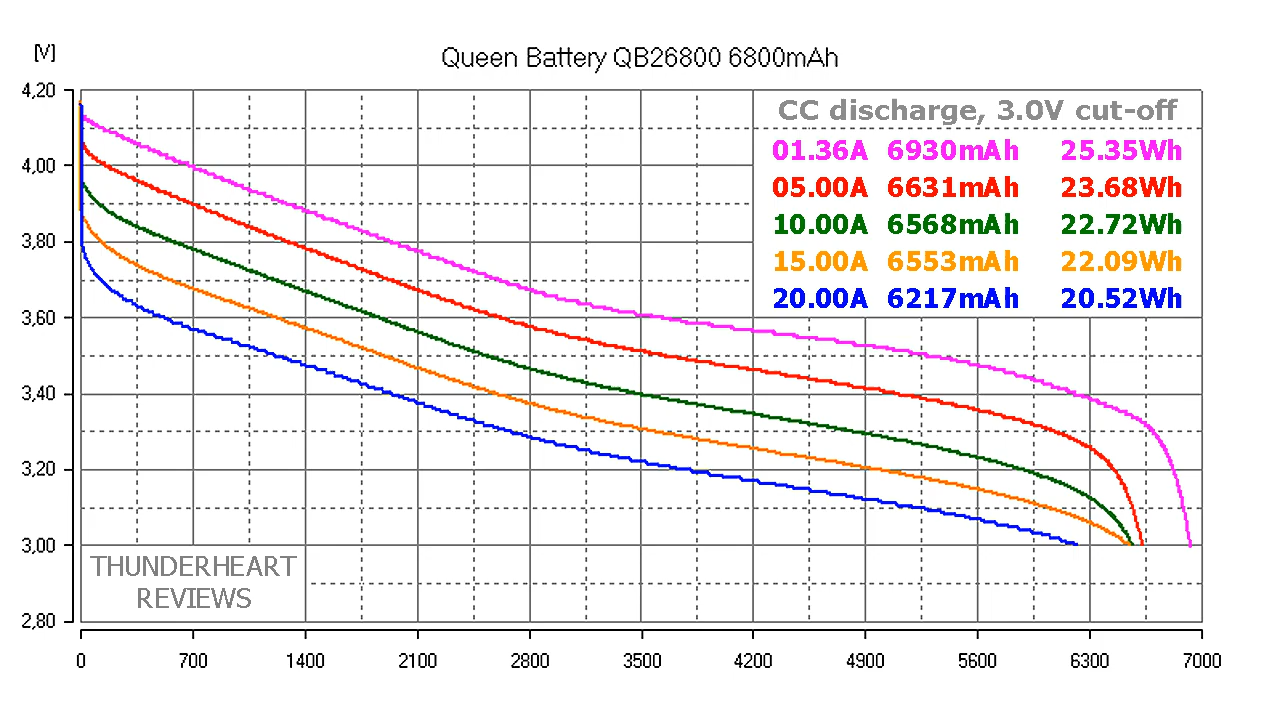 [V]
Queen Battery QB26800 6800mAh
4,20
4,00
3,80
3,60
3,40
3,20
3,00
2,80
CC discharge, 3.0V cut-off
01.36A 6930mAh 25.35Wh
05.00A 6631mAh 23.68Wh
10.00A 6568mAh 22.72Wh
15.00A 6553mAh 22.09Wh
20.00A 6217mAh 20.52Wh
THUNDERHEART
REVIEWS
0 700 1400 2100 2800 3500 4200 4900 5600 6300 7000